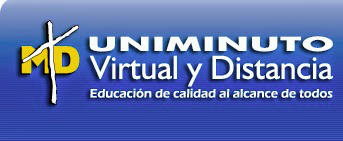 MD
UNIMINUTO
Virtual y Distancia
Educación de calidad al alcance de todos